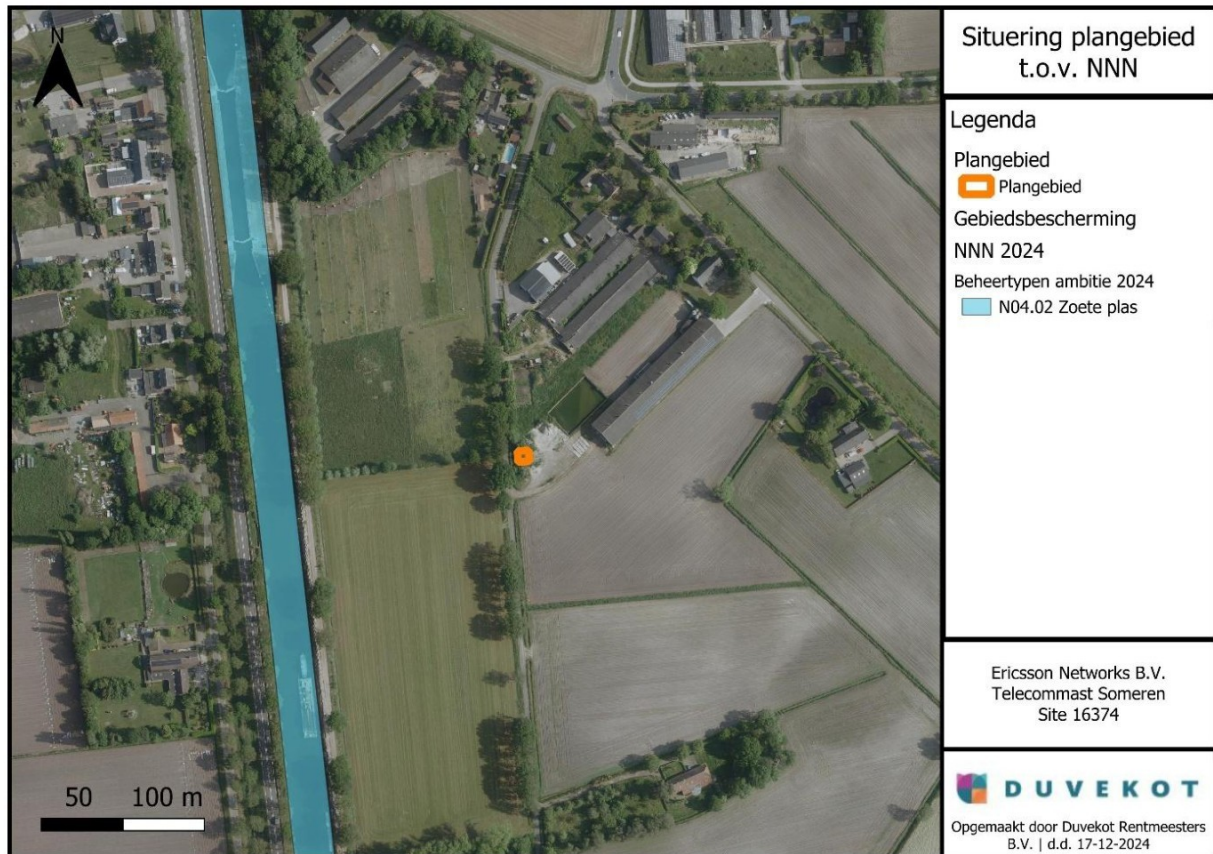 Situering plangebied
t.o.v. NNN
N
Legenda
Plangebied
Plangebied
Gebiedsbescherming
NNN 2024
Beheertypen ambitie 2024
N04.02 Zoete plas
50 100 m
Ericsson Networks B.V.
Telecommast Someren
Site 16374
DUVEKOT
Opgemaakt door Duvekot Rentmeesters
B.V. | d.d. 17-12-2024